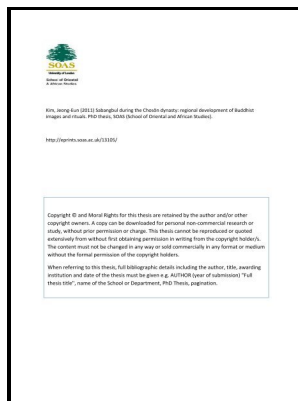 SOAS
University of London
School of Oriental
& African Studies
Kim, Jeong-Eun (2011) Sabangbul during the Chosŏn dynasty: regional development of Buddhist
images and rituals. PhD thesis, SOAS (School of Oriental and African Studies).
http://eprints.soas.ac.uk/13105/
Copyright © and Moral Rights for this thesis are retained by the author and/or other
copyright owners. A copy can be downloaded for personal non-commercial research or
study, without prior permission or charge. This thesis cannot be reproduced or quoted
extensively from without first obtaining permission in writing from the copyright holder/s.
The content must not be changed in any way or sold commercially in any format or medium
without the formal permission of the copyright holders.
When referring to this thesis, full bibliographic details including the author, title, awarding
institution and date of the thesis must be given e.g. AUTHOR (year of submission) "Full
thesis title", name of the School or Department, PhD Thesis, pagination.